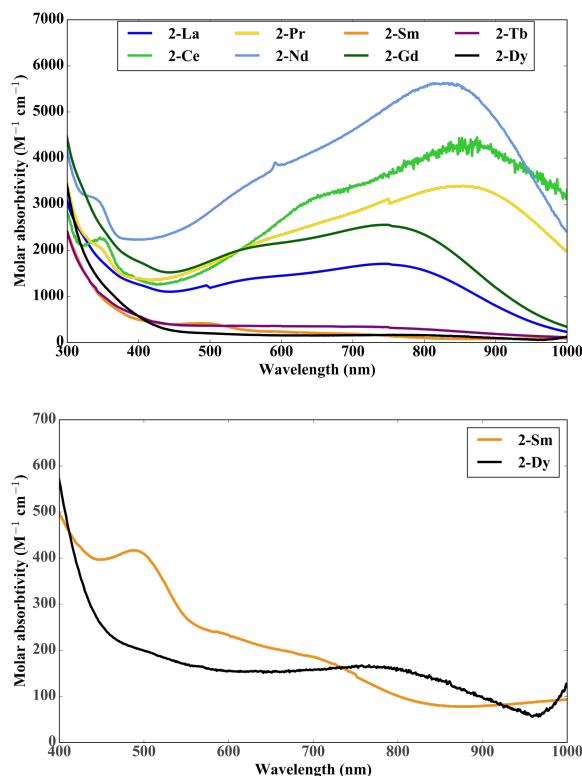 2-La 2-Pr 2-Sm 2-Tb
2-Ce 2-Nd 2-Gd 2-Dy
7000
6000
5000
4000
3000
2000
1000
0
Molar absorbtivity (M⁻¹ cm⁻¹)
300 400 500 600 700 800 900 1000
Wavelength (nm)
2-Sm
2-Dy
700
600
500
400
300
200
100
0
Molar absorbtivity (M⁻¹ cm⁻¹)
400 500 600 700 800 900 1000
Wavelength (nm)